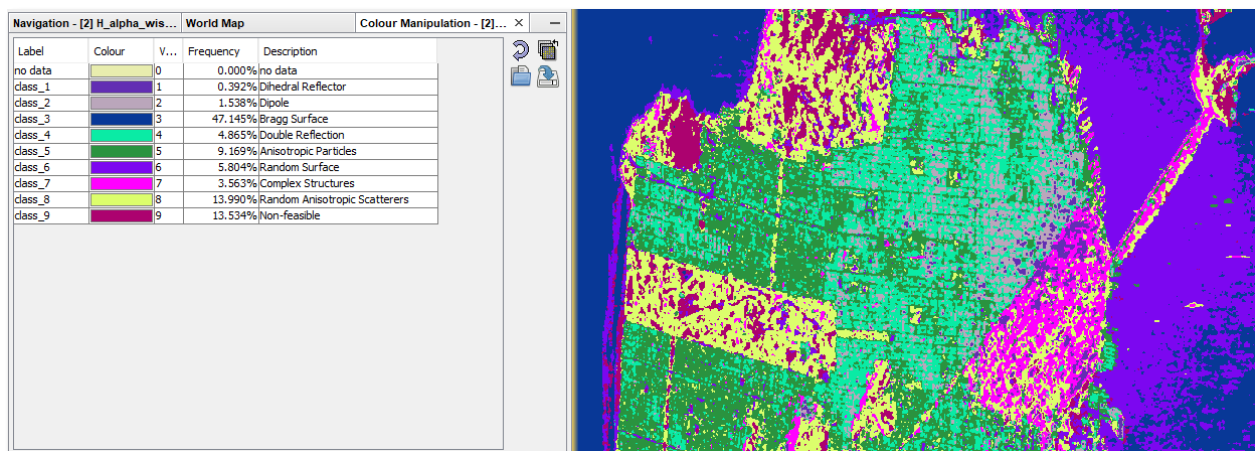 Navigation - [2] H_alpha_wis... World Map Colour Manipulation - [2]... ×
Label Colour V... Frequency Description
no data 0 0.000% no data
class_1 1 0.392% Dihedral Reflector
class_2 2 1.538% Dipole
class_3 3 47.145% Bragg Surface
class_4 4 4.865% Double Reflection
class_5 5 9.169% Anisotropic Particles
class_6 6 5.804% Random Surface
class_7 7 3.563% Complex Structures
class_8 8 13.990% Random Anisotropic Scatterers
class_9 9 13.534% Non-feasible